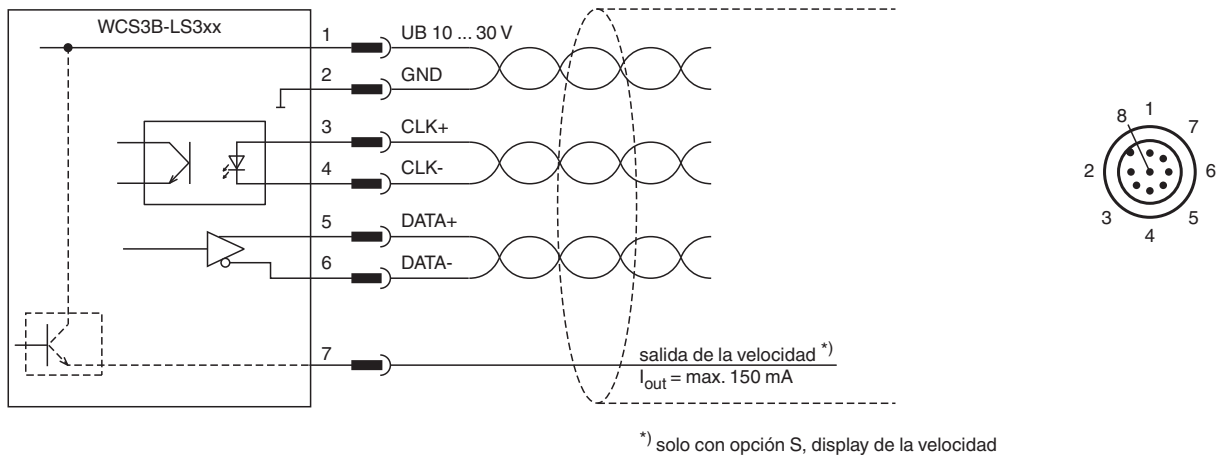 WCS3B-LS3xx
1 UB 10 ... 30 V
2 GND
3 CLK+
4 CLK-
5 DATA+
6 DATA-
7 salida de la velocidad *)
Iout = max. 150 mA
*) solo con opción S, display de la velocidad
8 1 7
2 6
3 5
4